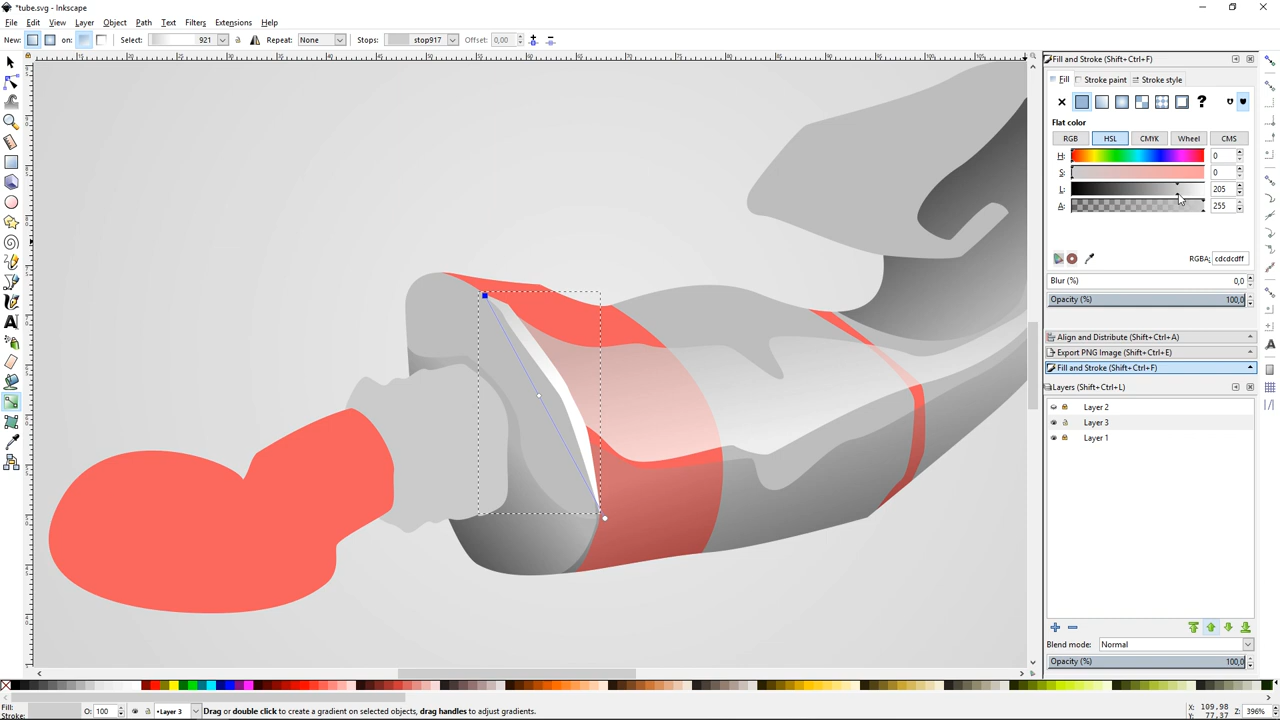 *tube.svg - Inkscape
File Edit View Layer Object Path Text Filters Extensions Help
New: on: Select: 921 Repeat: None Stops: stop917 Offset: 0,00
Fill and Stroke (Shift+Ctrl+F)
Fill Stroke paint Stroke style
?
Flat color
RGB HSL CMYK Wheel CMS
H: 0
S: 0
L: 205
A: 255
RGBA: cdcdcdff
Blur (%) 0,0
Opacity (%) 100,0
Align and Distribute (Shift+Ctrl+A)
Export PNG Image (Shift+Ctrl+E)
Fill and Stroke (Shift+Ctrl+F)
Layers (Shift+Ctrl+L)
Layer 2
Layer 3
Layer 1
Blend mode: Normal
Opacity (%) 100,0
Fill:
Stroke:
O: 100
•Layer 3
Drag or double click to create a gradient on selected objects, drag handles to adjust gradients.
X: 109,98
Y: 77,37
Z: 396%